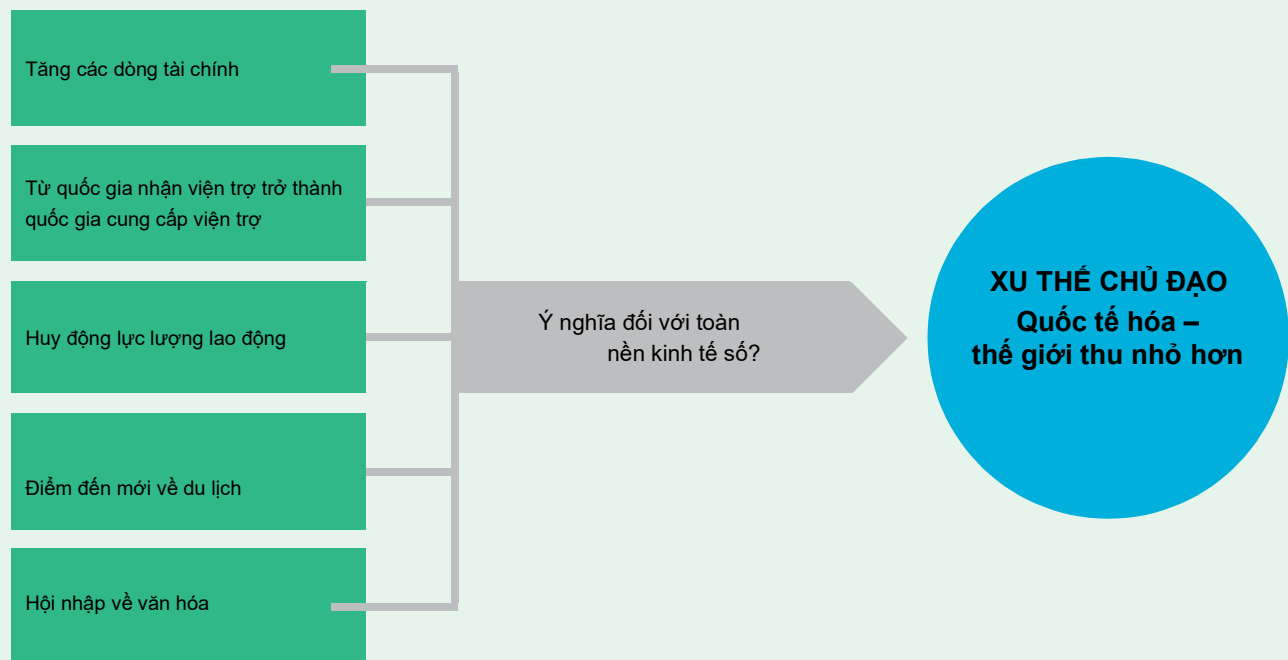 Tăng các dòng tài chính
Từ quốc gia nhận viện trợ trở thành
quốc gia cung cấp viện trợ
Huy động lực lượng lao động
Điểm đến mới về du lịch
Hội nhập về văn hóa
Ý nghĩa đối với toàn
nền kinh tế số?
XU THẾ CHỦ ĐẠO
Quốc tế hóa –
thế giới thu nhỏ hơn